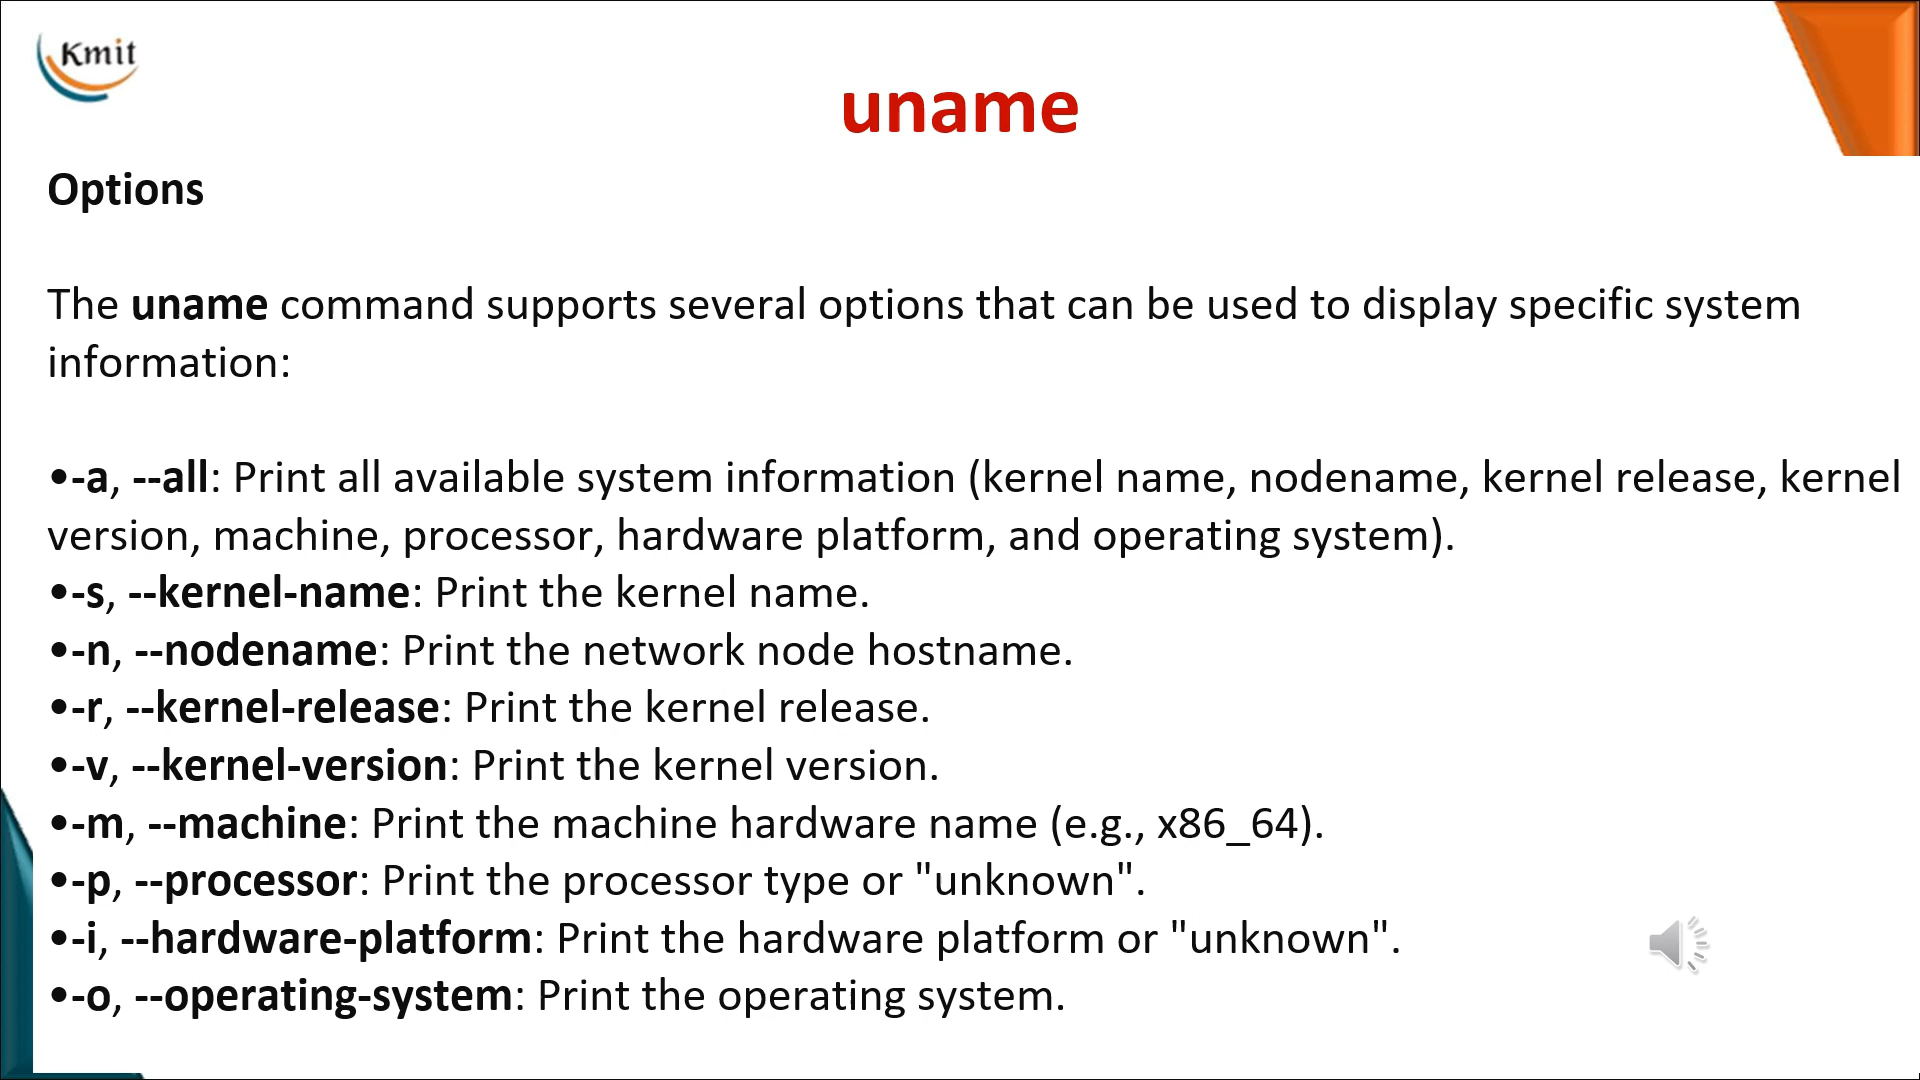 Kmit
uname
Options
The uname command supports several options that can be used to display specific system
information:
•-a, --all: Print all available system information (kernel name, nodename, kernel release, kernel
version, machine, processor, hardware platform, and operating system).
•-s, --kernel-name: Print the kernel name.
•-n, --nodename: Print the network node hostname.
•-r, --kernel-release: Print the kernel release.
•-v, --kernel-version: Print the kernel version.
•-m, --machine: Print the machine hardware name (e.g., x86_64).
•-p, --processor: Print the processor type or "unknown".
•-i, --hardware-platform: Print the hardware platform or "unknown".
•-o, --operating-system: Print the operating system.